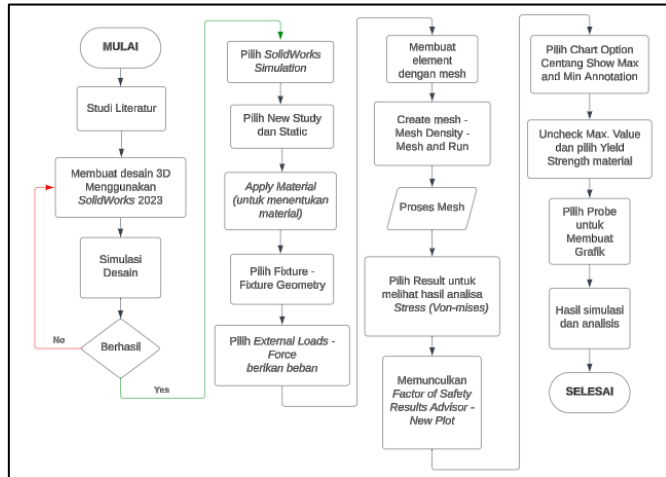 MULAI
Studi Literatur
Membuat desain 3D
Menggunakan
SolidWorks 2023
Simulasi
Desain
Berhasil
No
Yes
Pilih SolidWorks
Simulation
Pilih New Study
dan Static
Apply Material
(untuk menentukan
material)
Pilih Fixture -
Fixture Geometry
Pilih External Loads -
Force
berikan beban
Membuat
element
dengan mesh
Create mesh -
Mesh Density -
Mesh and Run
Proses Mesh
Pilih Result untuk
melihat hasil analisa
Stress (Von-mises)
Memunculkan
Factor of Safety
Results Advisor -
New Plot
Pilih Chart Option
Centang Show Max
and Min Annotation
Uncheck Max. Value
dan pilih Yield
Strength material
Pilih Probe
untuk
Membuat
Grafik
Hasil simulasi
dan analisis
SELESAI